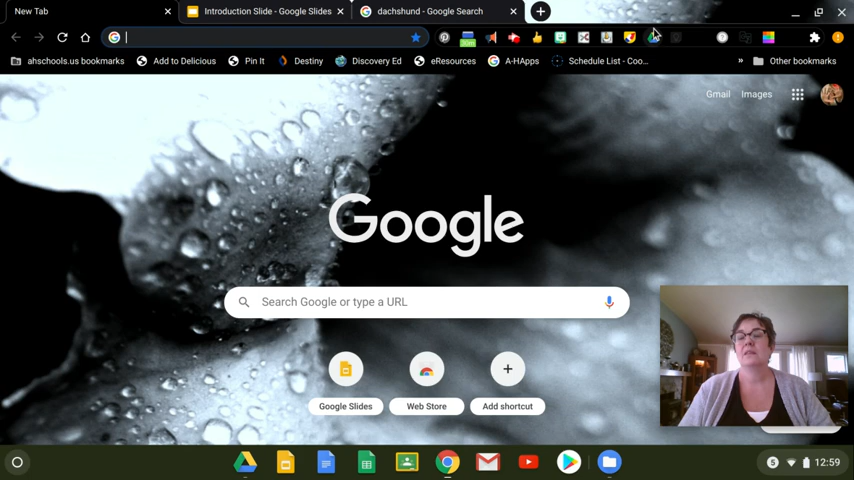 New Tab
Introduction Slide - Google Slides
dachshund - Google Search
30m
ahschools.us bookmarks
Add to Delicious
Pin It
Destiny
Discovery Ed
eResources
A-HApps
Schedule List - Coo...
»
Other bookmarks
Gmail
Images
Google
Search Google or type a URL
Google Slides
Web Store
Add shortcut
5
12:59